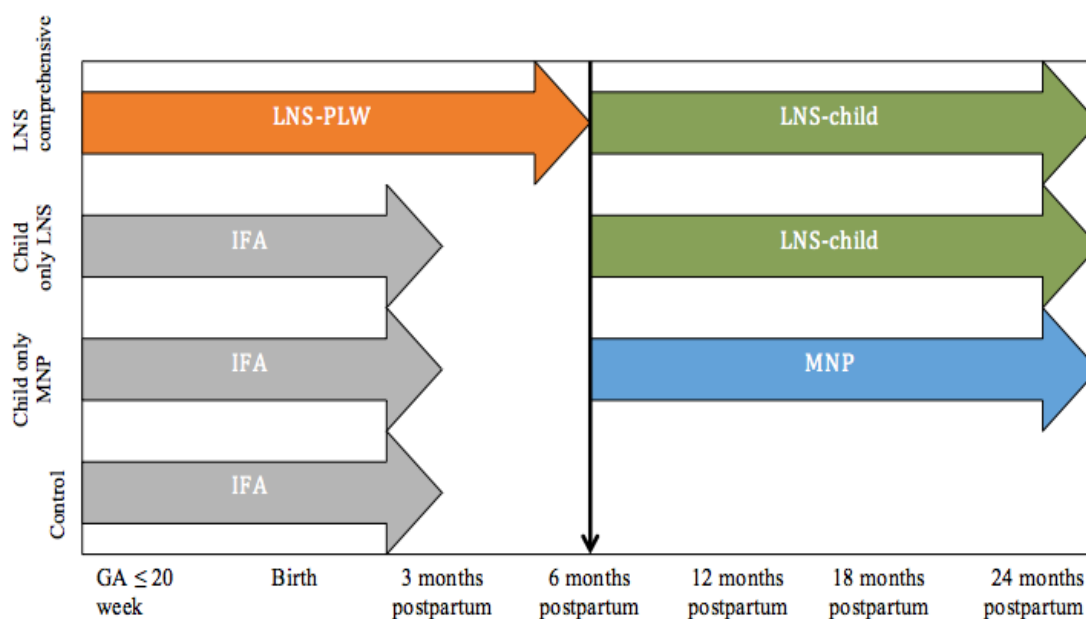 LNS
comprehensive
LNS-PLW
LNS-child
Child
only LNS
IFA
LNS-child
Child only
MNP
IFA
MNP
Control
IFA
GA ≤ 20
week
Birth
3 months
postpartum
6 months
postpartum
12 months
postpartum
18 months
postpartum
24 months
postpartum